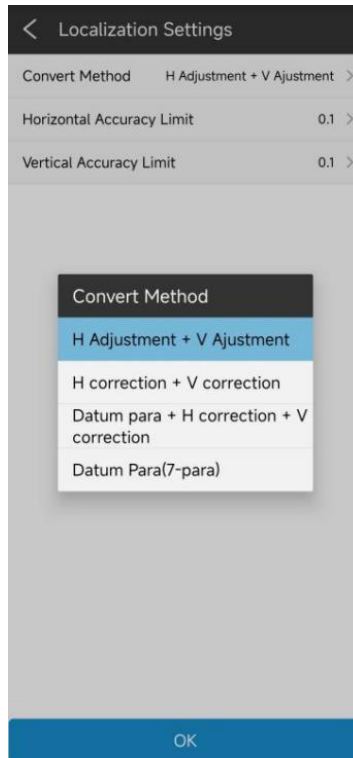 Localization Settings
Convert Method H Adjustment + V Ajustment
Horizontal Accuracy Limit 0.1
Vertical Accuracy Limit 0.1
Convert Method
H Adjustment + V Ajustment
H correction + V correction
Datum para + H correction + V
correction
Datum Para(7-para)
OK